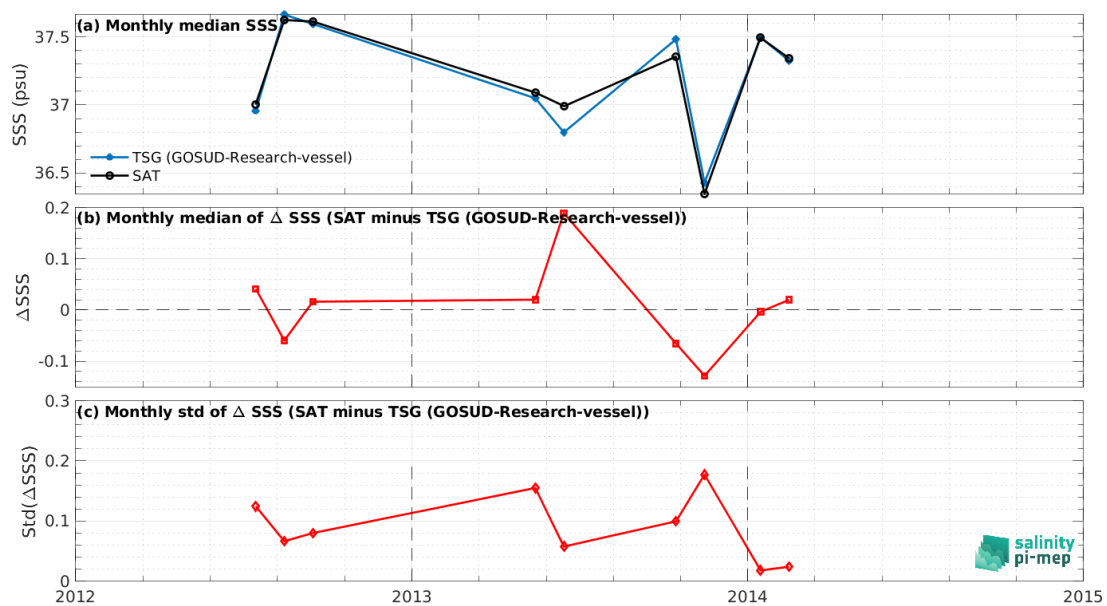 (a) Monthly median SSS
37.5
37
36.5
SSS (psu)
TSG (GOSUD-Research-vessel)
SAT
(b) Monthly median of Δ SSS (SAT minus TSG (GOSUD-Research-vessel))
0.2
0.1
0
-0.1
ΔSSS
(c) Monthly std of Δ SSS (SAT minus TSG (GOSUD-Research-vessel))
0.3
0.2
0.1
0
Std(ΔSSS)
salinity
pi-mep
2012
2013
2014
2015